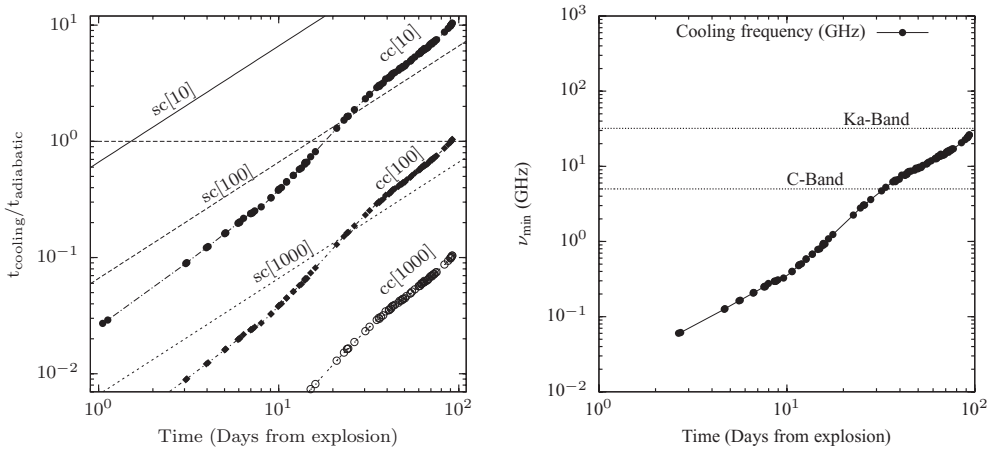 10^1
10^0
10^-1
10^-2
t_cooling/t_adiabatic
sc[10]
cc[10]
sc[100]
cc[100]
sc[1000]
cc[1000]
10^0
10^1
10^2
Time (Days from explosion)
10^3
10^2
10^1
10^0
10^-1
10^-2
ν_min (GHz)
Cooling frequency (GHz)
Ka-Band
C-Band
10^0
10^1
10^2
Time (Days from explosion)